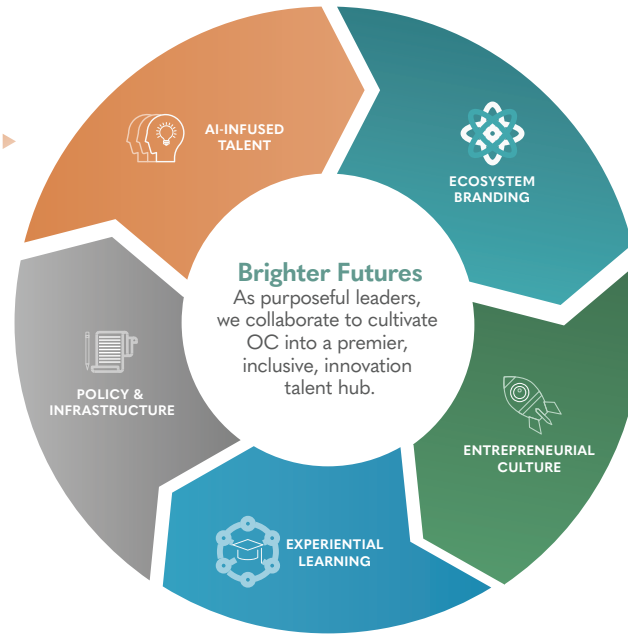 AI-INFUSED
TALENT
ECOSYSTEM
BRANDING
Brighter Futures
As purposeful leaders,
we collaborate to cultivate
OC into a premier,
inclusive, innovation
talent hub.
POLICY &
INFRASTRUCTURE
ENTREPRENEURIAL
CULTURE
EXPERIENTIAL
LEARNING